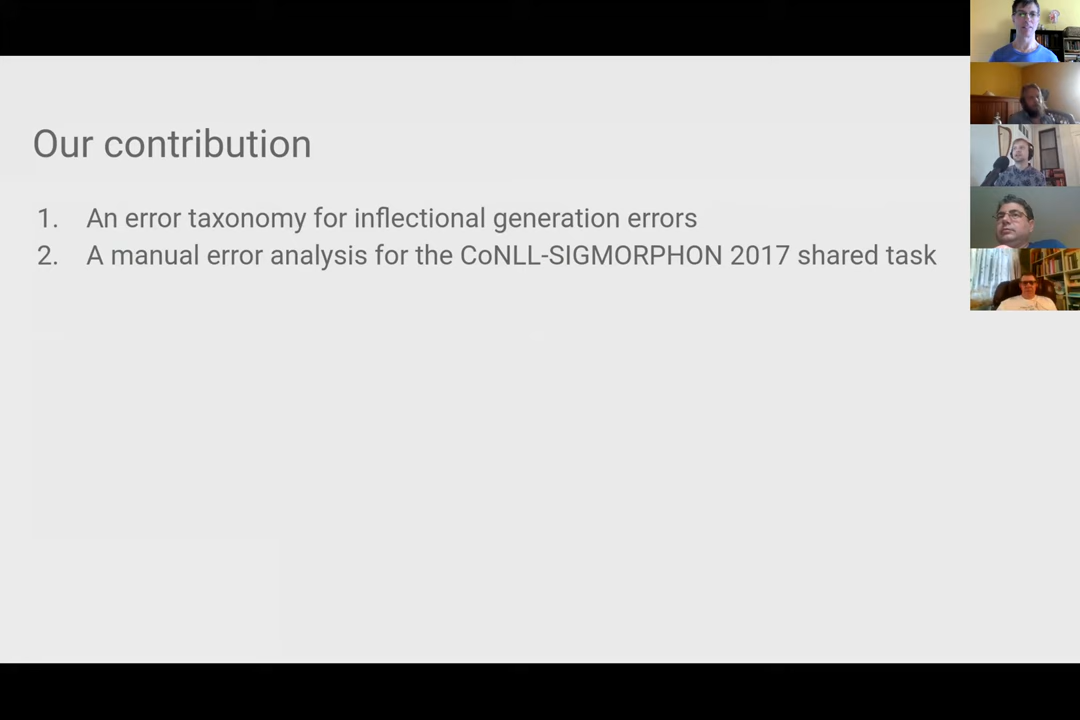 Our contribution
1. An error taxonomy for inflectional generation errors
2. A manual error analysis for the CoNLL-SIGMORPHON 2017 shared task